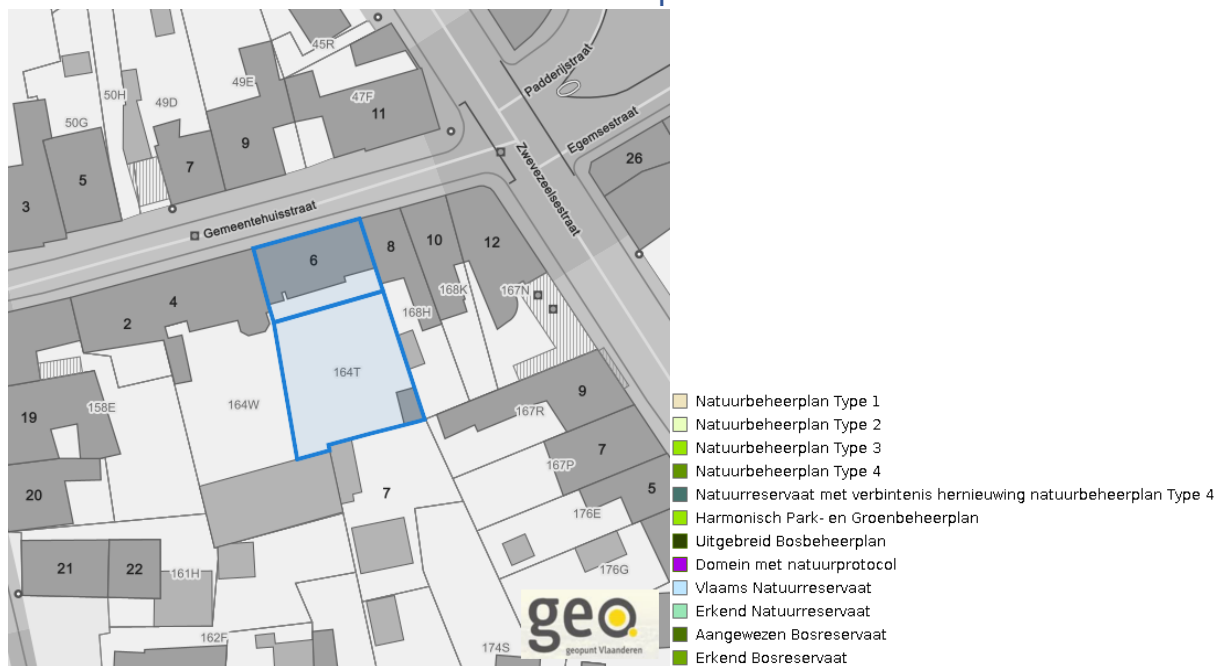 45R
50H
49D
49E
47F
11
50G
9
7
5
3
Padderijstraat
Egemsestraat
26
Zwevezeelsestraat
Gemeentehuisstraat
6
8
10
12
4
2
168K
167N
168H
164T
9
19
158E
164W
167R
7
167P
20
7
5
176E
21
22
161H
176G
162F
174S
geo.
geopunt Vlaanderen
Natuurbeheerplan Type 1
Natuurbeheerplan Type 2
Natuurbeheerplan Type 3
Natuurbeheerplan Type 4
Natuurreservaat met verbintenis hernieuwing natuurbeheerplan Type 4
Harmonisch Park- en Groenbeheerplan
Uitgebreid Bosbeheerplan
Domein met natuurprotocol
Vlaams Natuurreservaat
Erkend Natuurreservaat
Aangewezen Bosreservaat
Erkend Bosreservaat